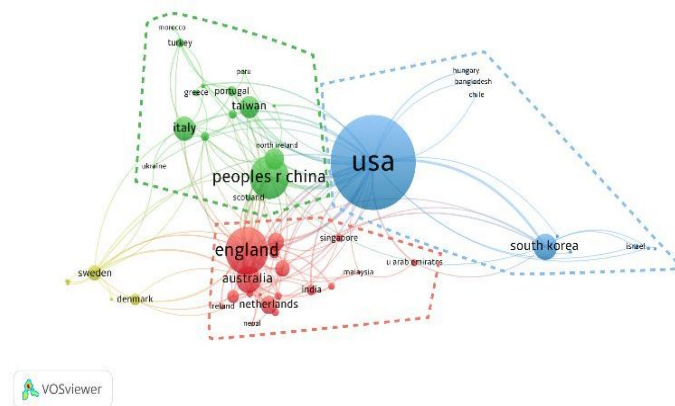 morocco
turkey
peru
greece
portugal
taiwan
italy
north ireland
ukraine
peoples r china
scotland
hungary
bangladesh
chile
usa
england
singapore
south korea
israel
australia
malaysia
u arab emirates
sweden
denmark
india
ireland
netherlands
nepal
VOSviewer